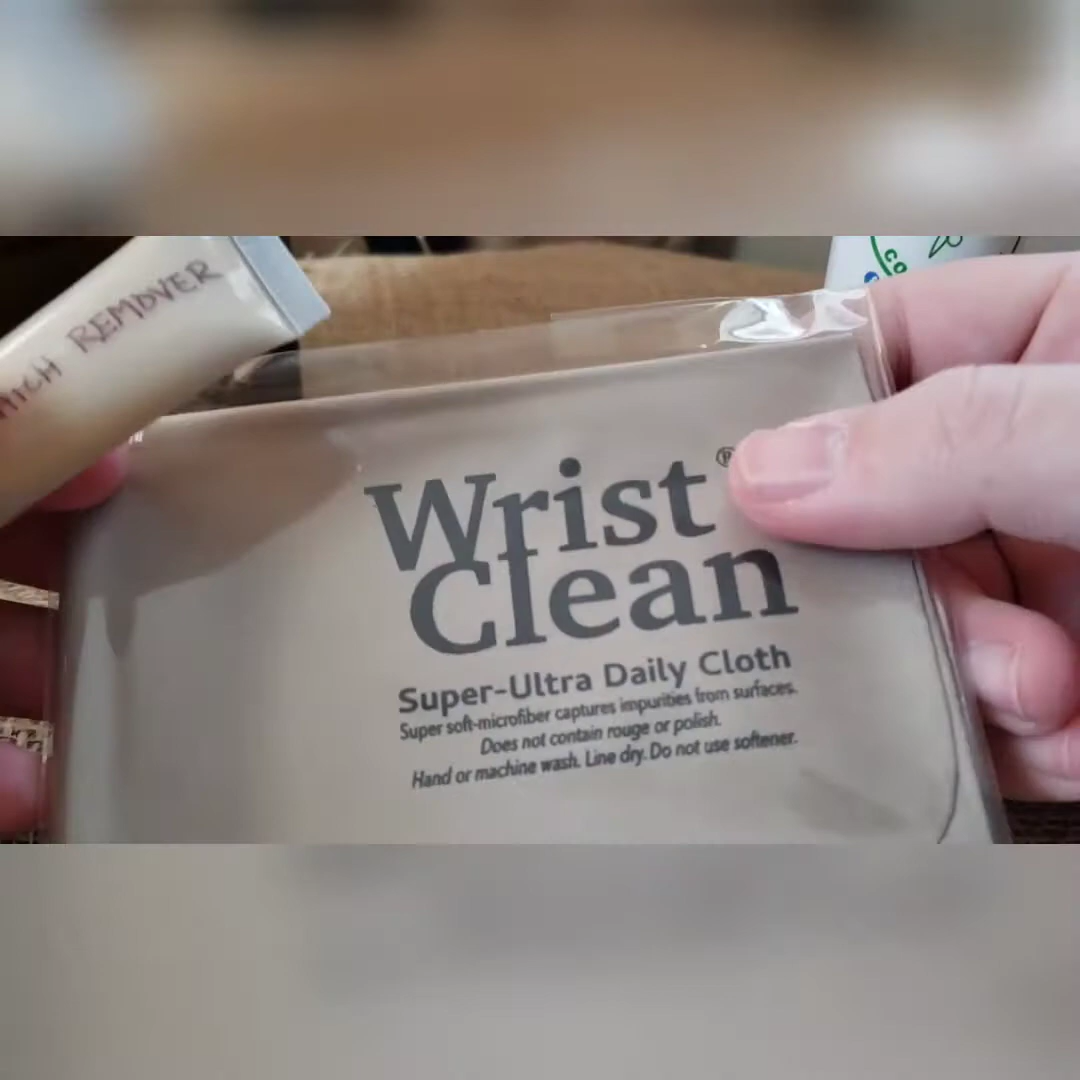 REMOVER
CO
Wrist®
Clean
Super-Ultra Daily Cloth
Super soft-microfiber captures impurities from surfaces.
Does not contain rouge or polish.
Hand or machine wash. Line dry. Do not use softener.